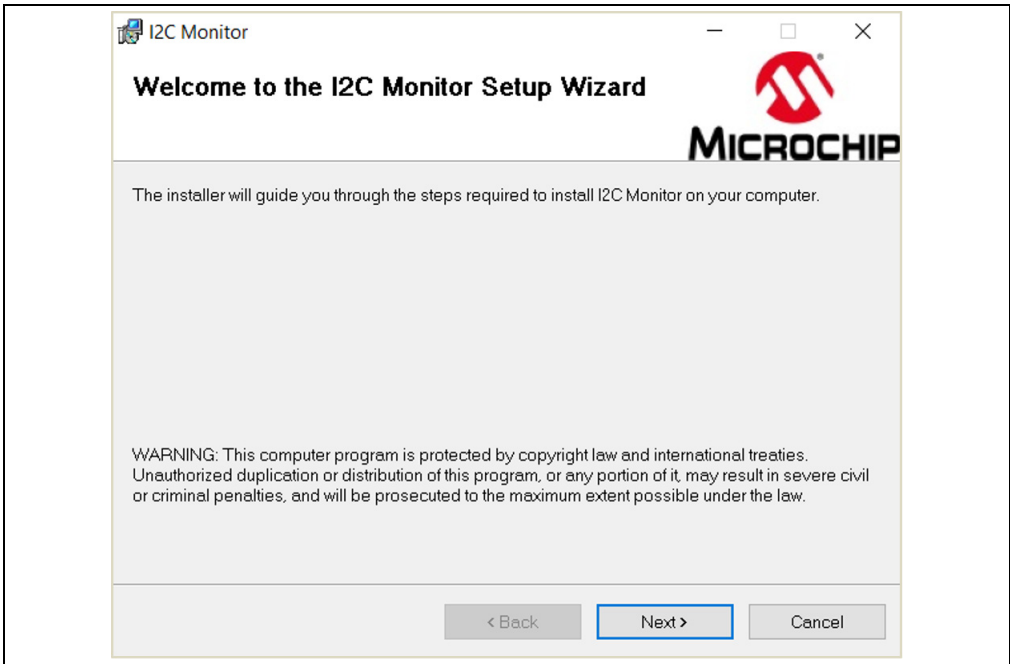 I2C Monitor
Welcome to the I2C Monitor Setup Wizard
MICROCHIP
The installer will guide you through the steps required to install I2C Monitor on your computer.
WARNING: This computer program is protected by copyright law and international treaties.
Unauthorized duplication or distribution of this program, or any portion of it, may result in severe civil
or criminal penalties, and will be prosecuted to the maximum extent possible under the law.
< Back Next > Cancel